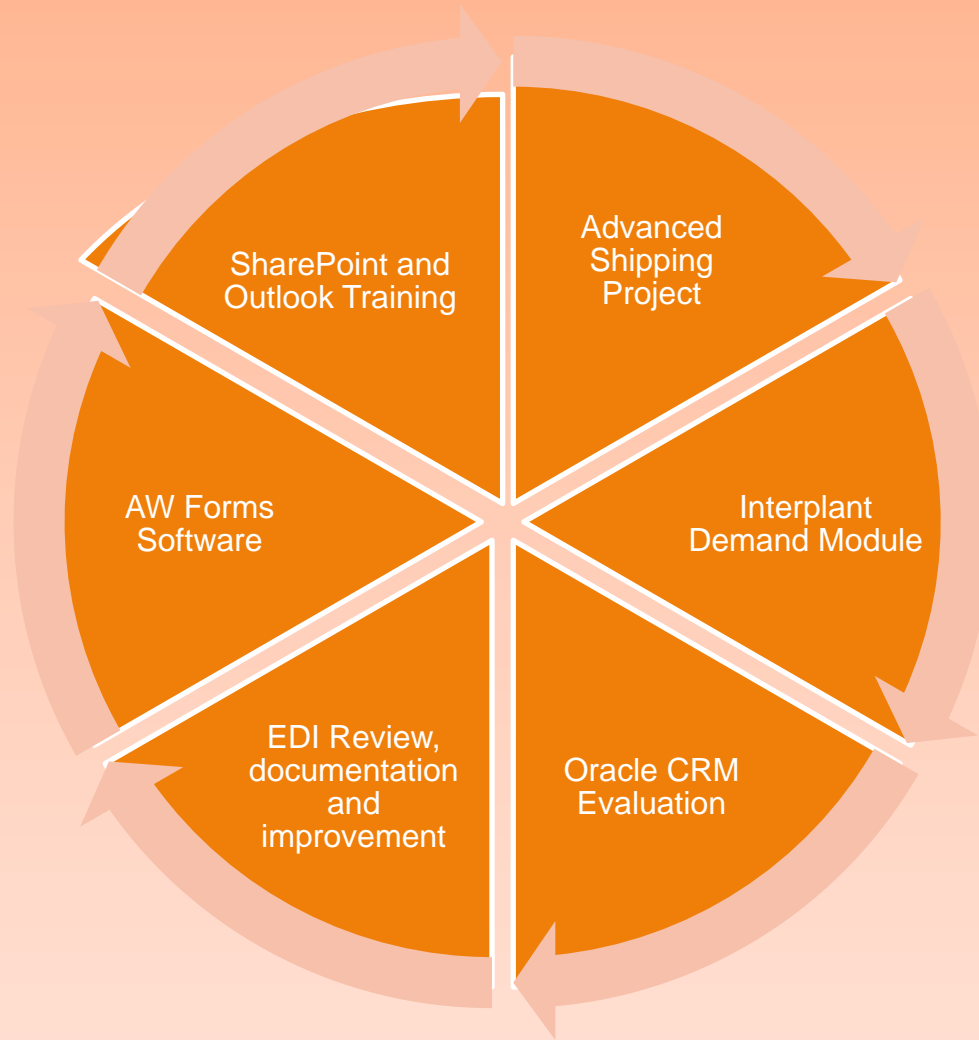 Advanced
Shipping
Project
Interplant
Demand Module
Oracle CRM
Evaluation
EDI Review,
documentation
and
improvement
AW Forms
Software
SharePoint and
Outlook Training